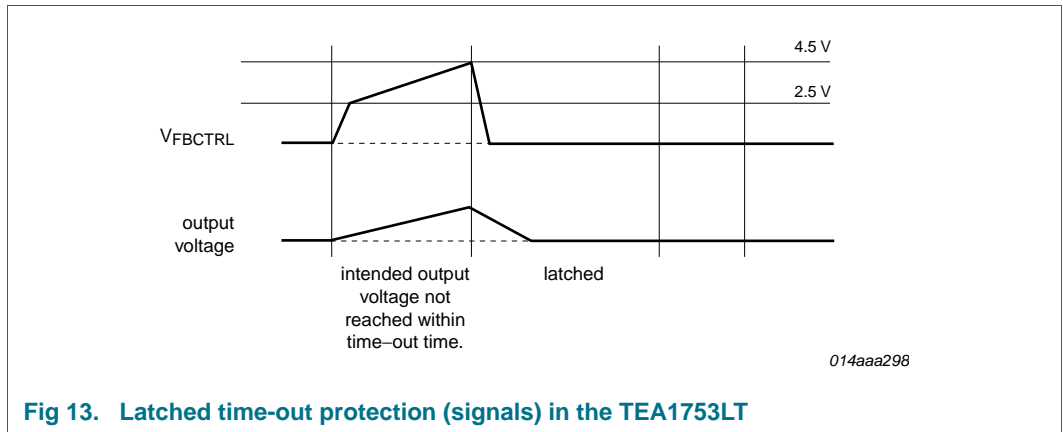 4.5 V
2.5 V
VFBCTRL
output
voltage
intended output
voltage not
reached within
time–out time.
latched
014aaa298
Fig 13. Latched time-out protection (signals) in the TEA1753LT